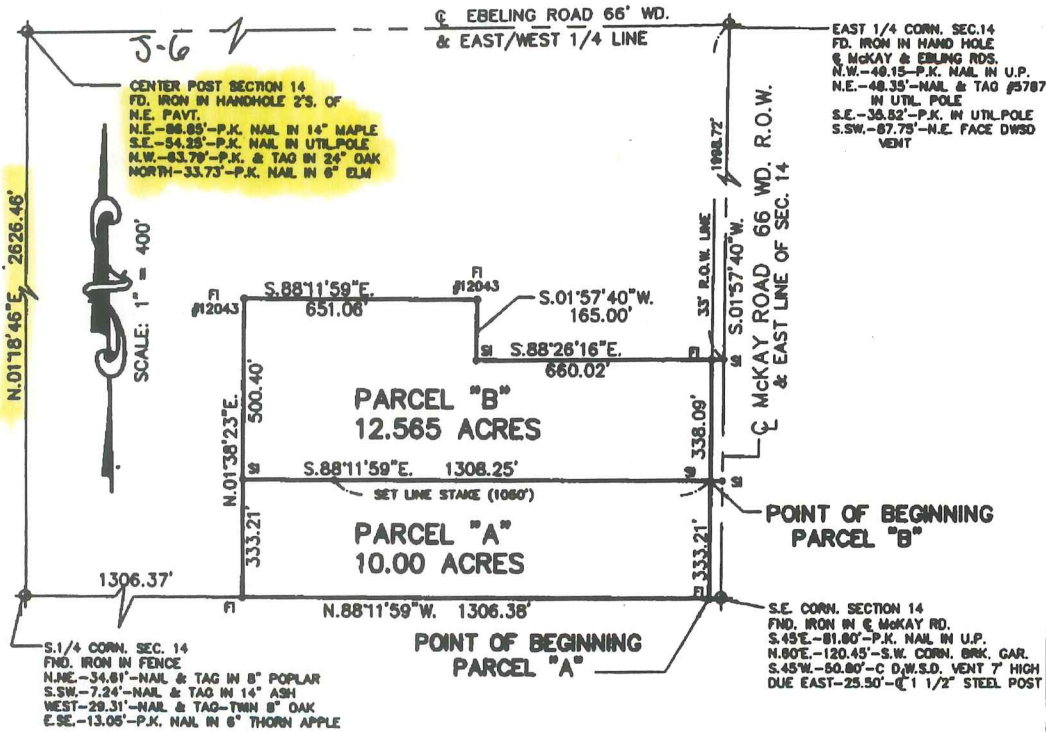 ℄ EBELING ROAD 66' WD.
& EAST/WEST 1/4 LINE
J-6
CENTER POST SECTION 14
FD. IRON IN HANDHOLE 2'S. OF
N.E. PAVT.
N.E.-86.85'-P.K. NAIL IN 14" MAPLE
S.E.-54.25'-P.K. NAIL IN UTIL.POLE
N.W.-63.79'-P.K. & TAG IN 24" OAK
NORTH-33.73'-P.K. NAIL IN 6" ELM
EAST 1/4 CORN. SEC.14
FD. IRON IN HAND HOLE
℄ McKAY & EBLING RDS.
N.W.-49.15-P.K. NAIL IN U.P.
N.E.-48.35'-NAIL & TAG #5787
IN UTIL. POLE
S.E.-36.52'-P.K. IN UTIL.POLE
S.SW.-67.75'-N.E. FACE DWSD
VENT
N.01°18'46"E. 2626.46'
SCALE: 1" = 400'
1998.72'
33' R.O.W. LINE
S.01°57'40"W.
℄ McKAY ROAD 66 WD. R.O.W.
& EAST LINE OF SEC. 14
FI
#12043
S.88°11'59"E.
651.06'
FI
#12043
S.01°57'40"W.
165.00'
SI
S.88°26'16"E.
660.02'
FI
SI
N.01°38'23"E.
500.40'
PARCEL "B"
12.565 ACRES
338.09'
SI
S.88°11'59"E. 1308.25'
SI
SI
SET LINE STAKE (1050')
POINT OF BEGINNING
PARCEL "B"
333.21'
PARCEL "A"
10.00 ACRES
333.21'
1306.37'
FI
N.88°11'59"W. 1306.38'
FI
POINT OF BEGINNING
PARCEL "A"
S.1/4 CORN. SEC. 14
FND. IRON IN FENCE
N.NE.-34.61'-NAIL & TAG IN 8" POPLAR
S.SW.-7.24'-NAIL & TAG IN 14" ASH
WEST-29.31'-NAIL & TAG-TWIN 8" OAK
E.SE.-13.05'-P.K. NAIL IN 6" THORN APPLE
S.E. CORN. SECTION 14
FND. IRON IN ℄ McKAY RD.
S.45°E.-81.60'-P.K. NAIL IN U.P.
N.60°E.-120.45'-S.W. CORN. BRK. GAR.
S.45°W.-50.80'-C D.W.S.D. VENT 7' HIGH
DUE EAST-25.50'-℄ 1 1/2" STEEL POST